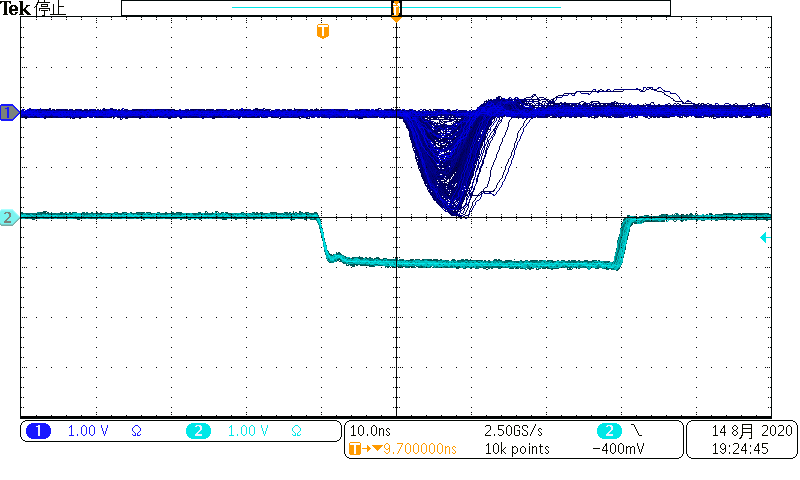 Tek 停止
T
T
1
2
1 1.00 V Ω 2 1.00 V Ω 10.0ns 2.50GS/s 2 \ 14 8月 2020
T→▼9.700000ns 10k points −400mV 19:24:45